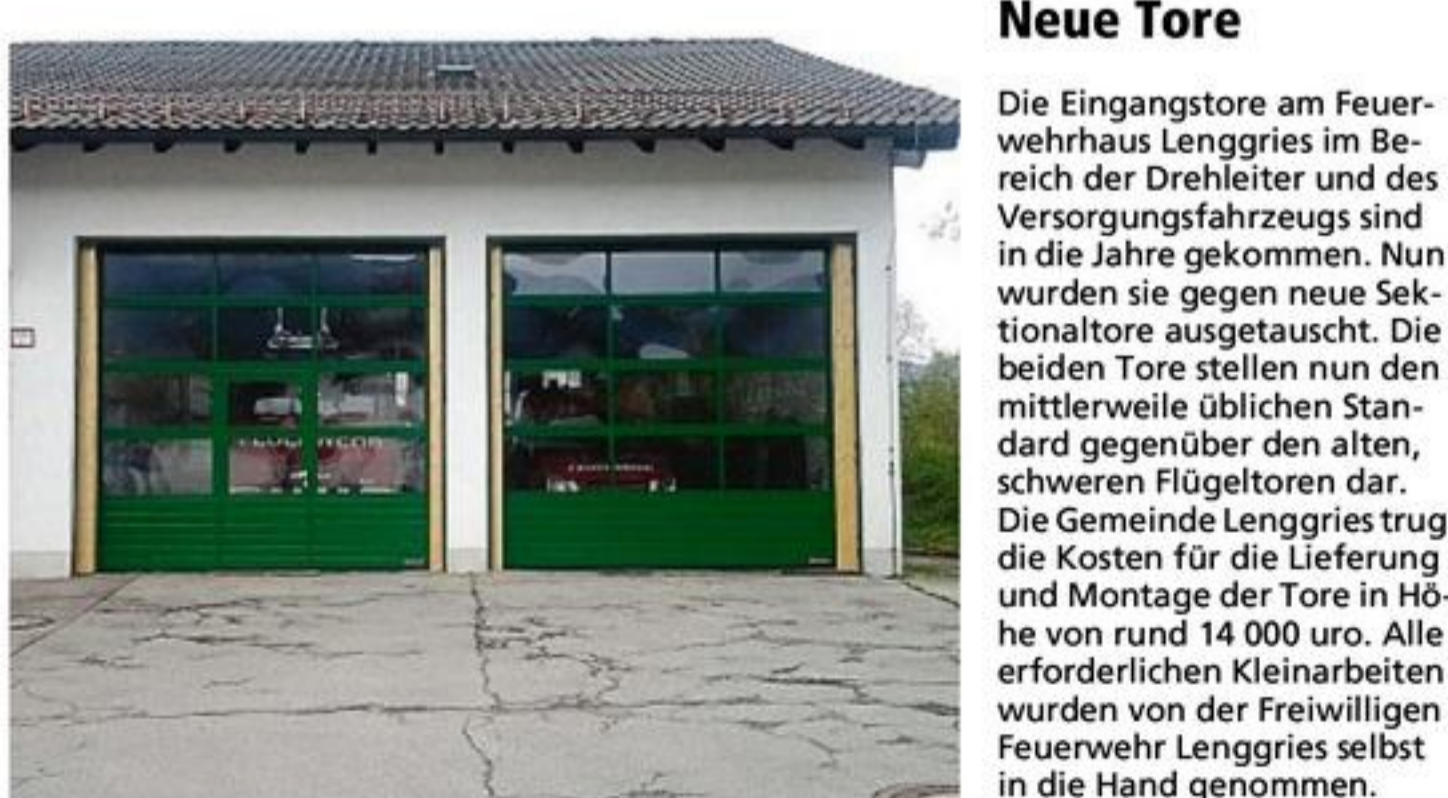 Neue Tore
Die Eingangstore am Feuer-
wehrhaus Lenggries im Be-
reich der Drehleiter und des
Versorgungsfahrzeugs sind
in die Jahre gekommen. Nun
wurden sie gegen neue Sek-
tionaltore ausgetauscht. Die
beiden Tore stellen nun den
mittlerweile üblichen Stan-
dard gegenüber den alten,
schweren Flügeltoren dar.
Die Gemeinde Lenggries trug
die Kosten für die Lieferung
und Montage der Tore in Hö-
he von rund 14 000 uro. Alle
erforderlichen Kleinarbeiten
wurden von der Freiwilligen
Feuerwehr Lenggries selbst
in die Hand genommen.
FEUERWEHR